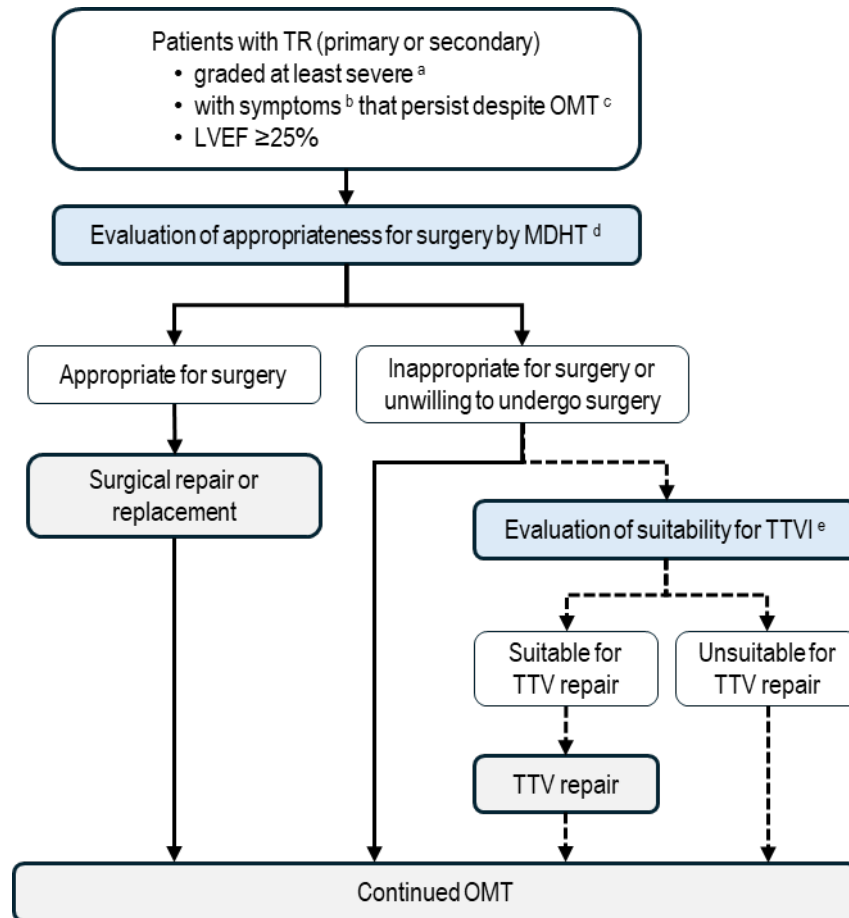 Patients with TR (primary or secondary)
• graded at least severe a
• with symptoms b that persist despite OMT c
• LVEF ≥25%
Evaluation of appropriateness for surgery by MDHT d
Appropriate for surgery
Inappropriate for surgery or
unwilling to undergo surgery
Surgical repair or
replacement
Evaluation of suitability for TTVI e
Suitable for
TTV repair
Unsuitable for
TTV repair
TTV repair
Continued OMT